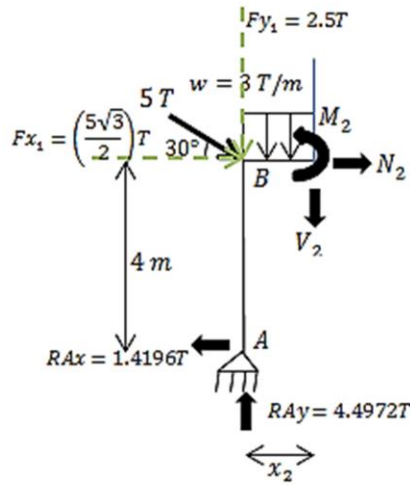 Fy₁ = 2.5T
w = 3 T/m
5 T
M₂
Fx₁ = (5√3/2)T
30°
B
N₂
V₂
4 m
A
RAx = 1.4196T
RAy = 4.4972T
x₂